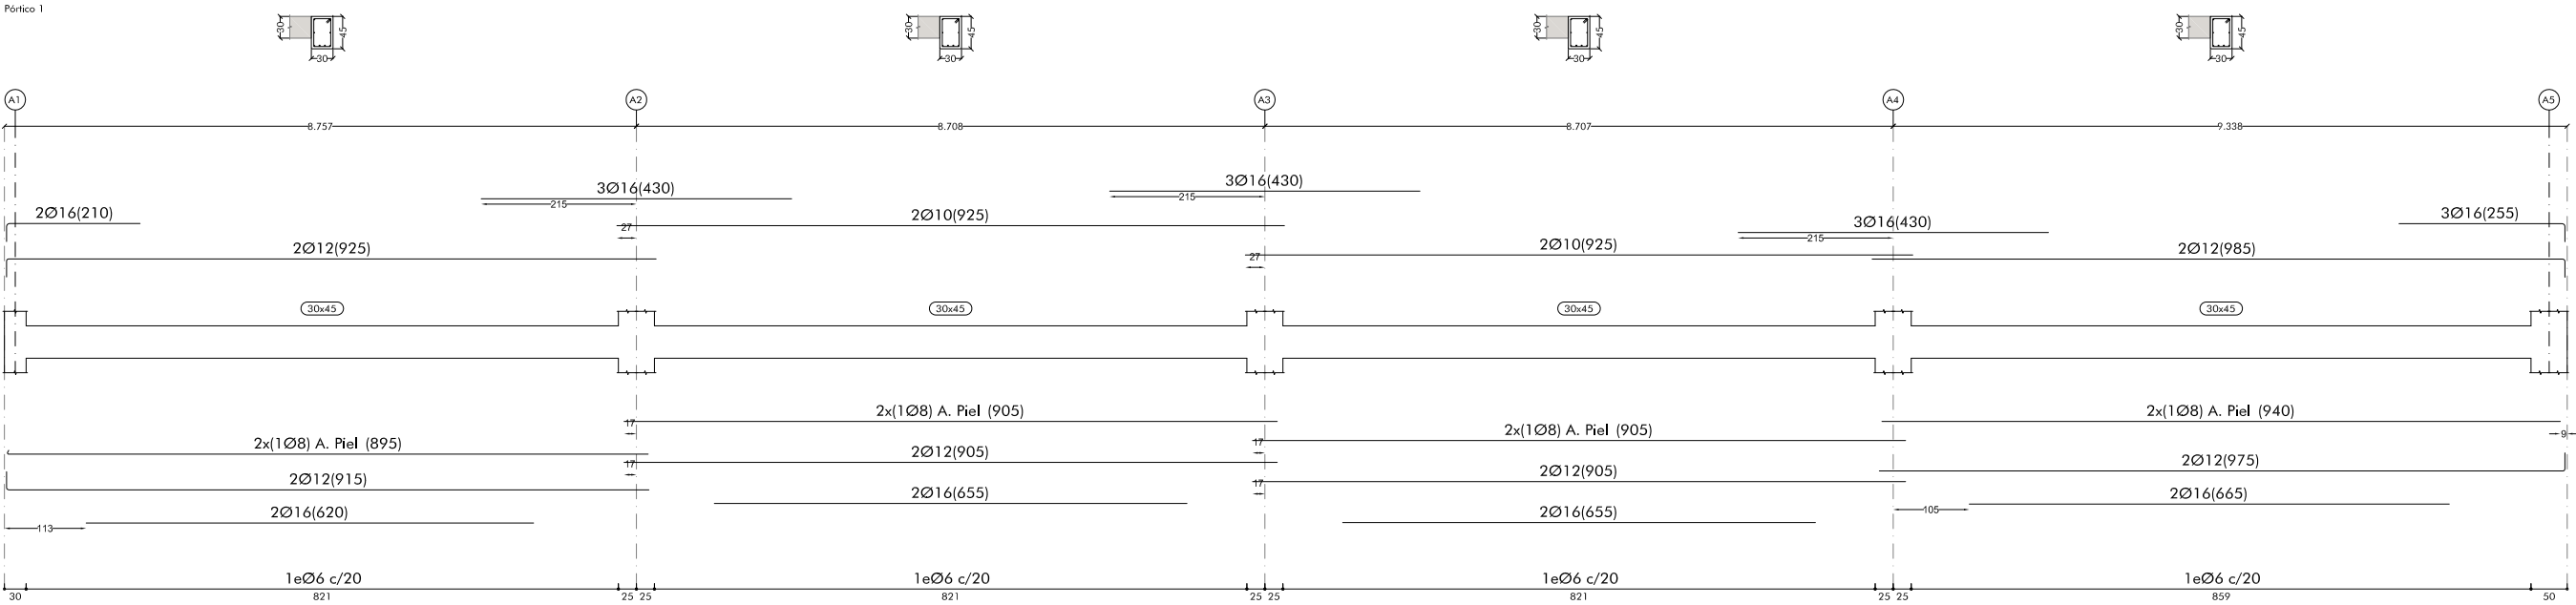 Pórtico 1
30 45 30
30 45 30
30 45 30
30 45 30
A1 A2 A3 A4 A5
8.757 8.708 8.707 9.338
3Ø16(430)
215
3Ø16(430)
215
2Ø16(210)
2Ø10(925)
27
3Ø16(430)
215
3Ø16(255)
2Ø12(925)
2Ø10(925)
27
2Ø12(985)
30x45 30x45 30x45 30x45
2x(1Ø8) A. Piel (905)
17
2x(1Ø8) A. Piel (940)
9
2x(1Ø8) A. Piel (895)
2x(1Ø8) A. Piel (905)
17
2Ø12(905)
17
2Ø12(975)
2Ø12(915)
2Ø12(905)
17
2Ø16(655)
2Ø16(665)
105
2Ø16(620)
113
2Ø16(655)
1eØ6 c/20 1eØ6 c/20 1eØ6 c/20 1eØ6 c/20
30 821 25 25 821 25 25 821 25 25 859 50